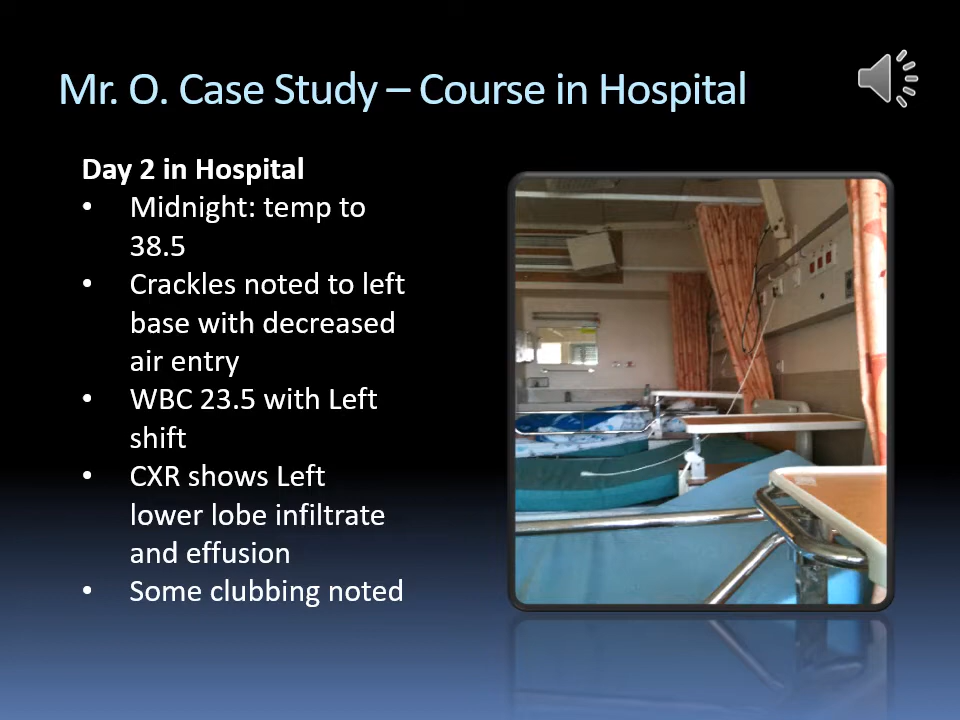 Mr. O. Case Study – Course in Hospital
Day 2 in Hospital
• Midnight: temp to
38.5
• Crackles noted to left
base with decreased
air entry
• WBC 23.5 with Left
shift
• CXR shows Left
lower lobe infiltrate
and effusion
• Some clubbing noted